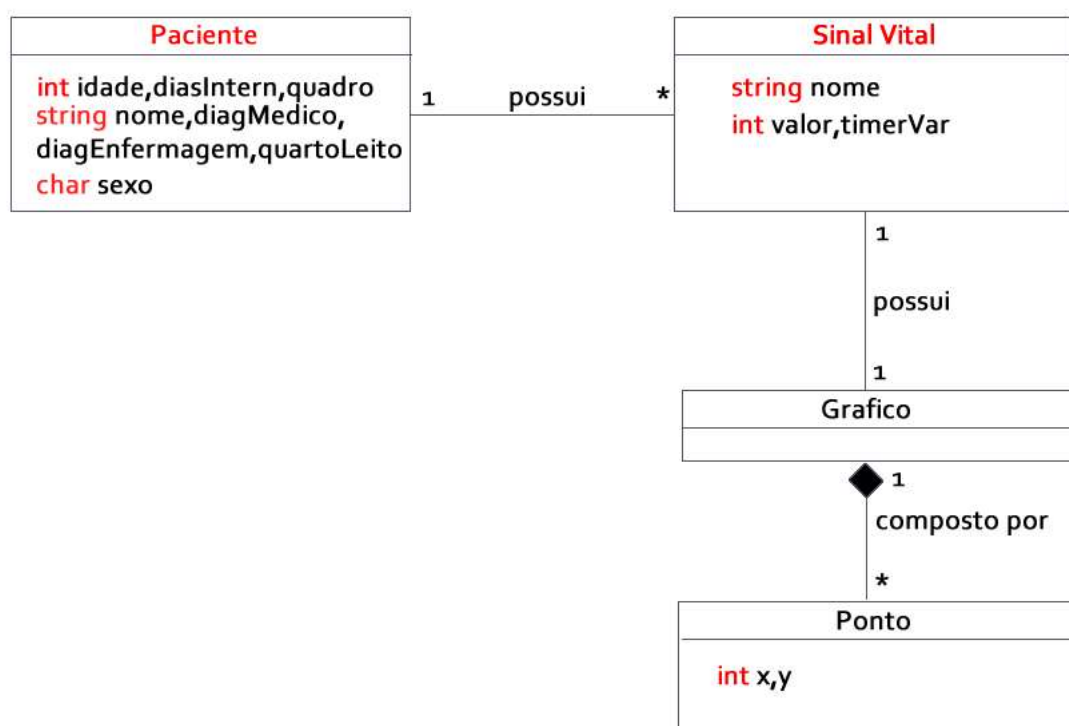 Paciente
int idade,diasIntern,quadro
string nome,diagMedico,
diagEnfermagem,quartoLeito
char sexo
1
possui
*
Sinal Vital
string nome
int valor,timerVar
1
possui
1
Grafico
1
composto por
*
Ponto
int x,y